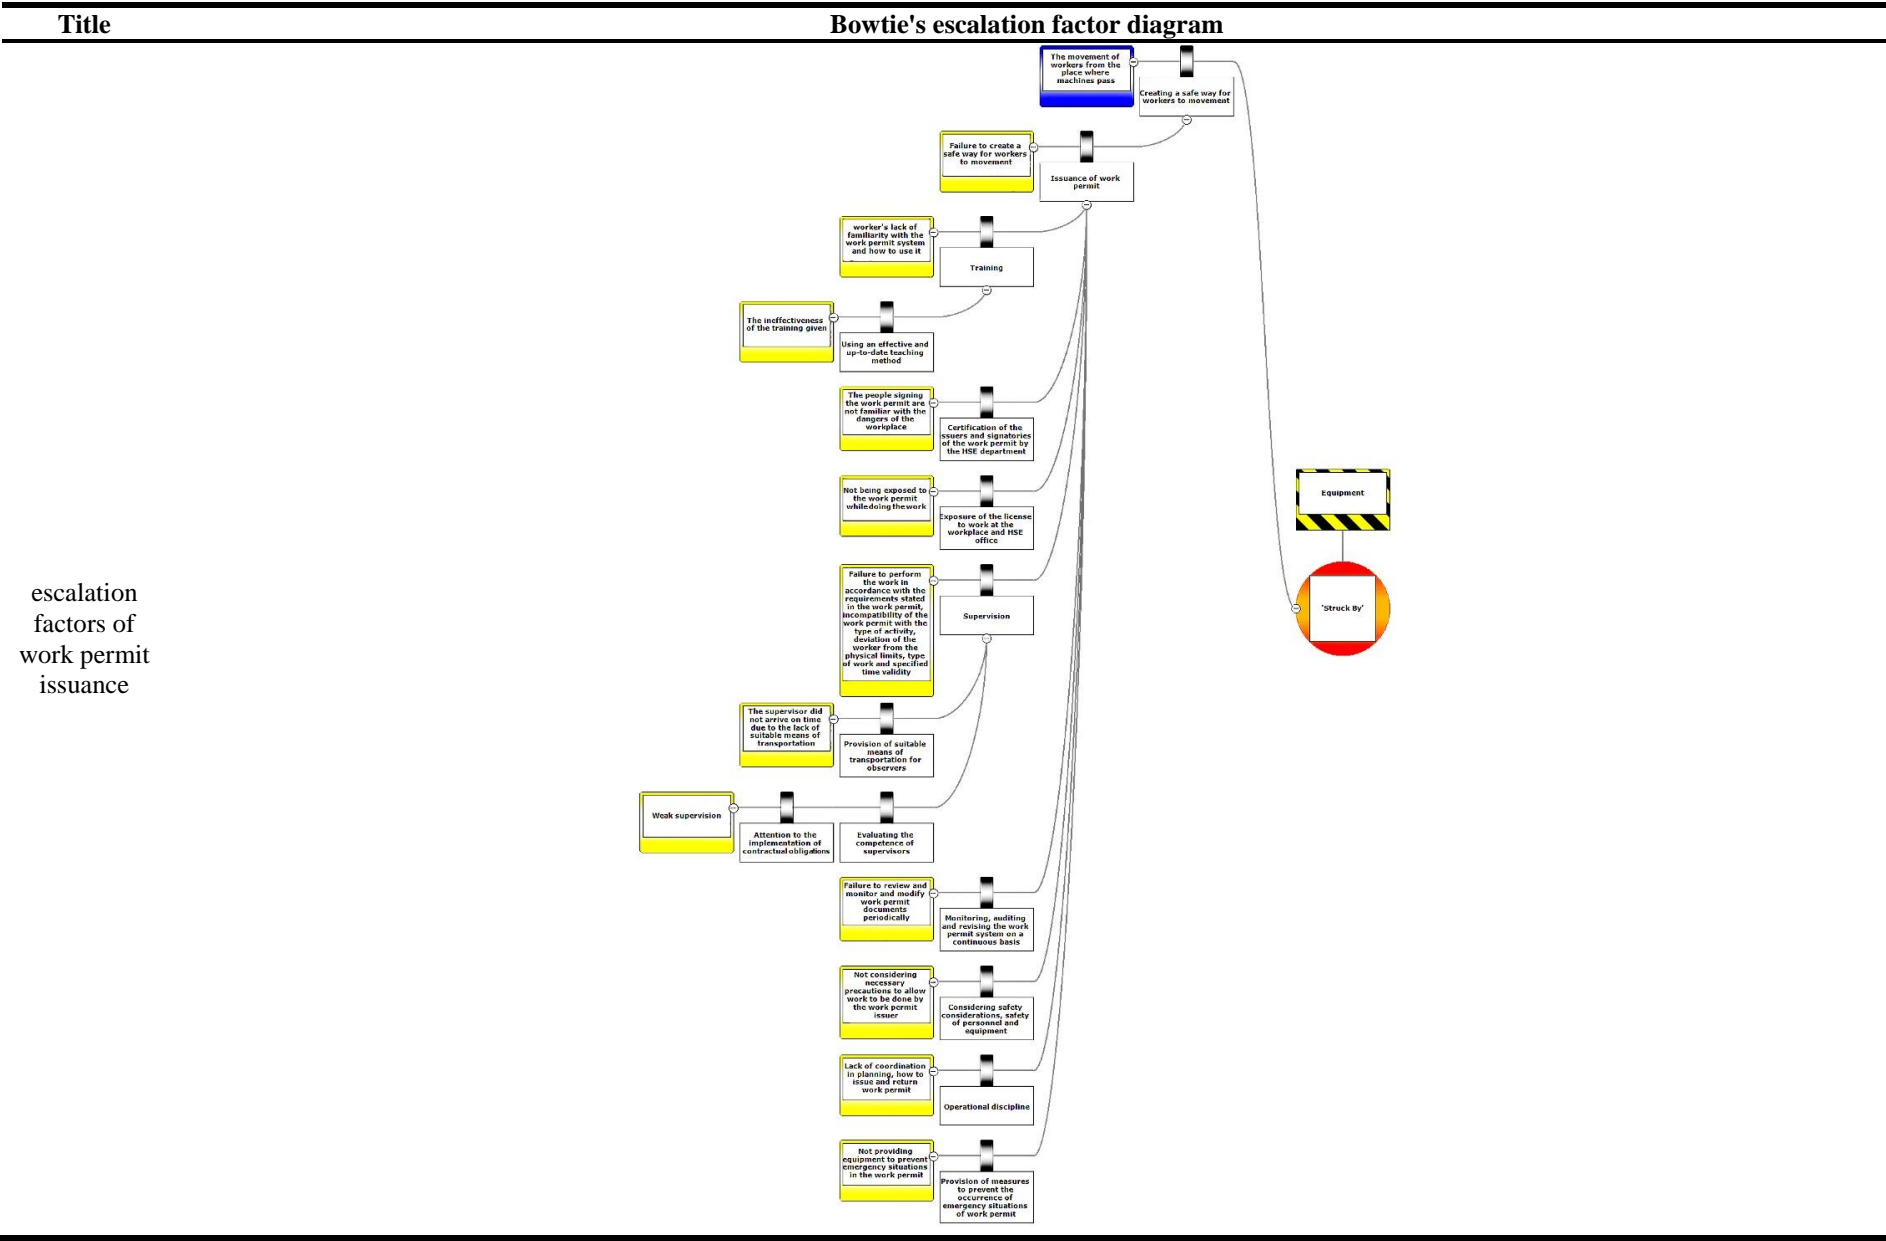 Title
Bowtie's escalation factor diagram
The movement of
workers from the
place where
machines pass
Creating a safe way for
workers to movement
Failure to create a
safe way for workers
to movement
Issuance of work
permit
worker's lack of
familiarity with the
work permit system
and how to use it
Training
The ineffectiveness
of the training given
Using an effective and
up-to-date teaching
method
The people signing
the work permit are
not familiar with the
dangers of the
workplace
Certification of the
issuers and signatories
of the work permit by
the HSE department
Not being exposed to
the work permit
while doing the work
Exposure of the license
to work at the
workplace and HSE
office
Equipment
'Struck By'
escalation
factors of
work permit
issuance
Failure to perform
the work in
accordance with the
requirements stated
in the work permit,
incompatibility of the
work permit with the
type of activity,
deviation of the
worker from the
physical limits, type
of work and specified
time validity
Supervision
The supervisor did
not arrive on time
due to the lack of
suitable means of
transportation
Provision of suitable
means of
transportation for
observers
Weak supervision
Attention to the
implementation of
contractual obligations
Evaluating the
competence of
supervisors
Failure to review and
monitor and modify
work permit
documents
periodically
Monitoring, auditing
and revising the work
permit system on a
continuous basis
Not considering
necessary
precautions to allow
work to be done by
the work permit
issuer
Considering safety
considerations, safety
of personnel and
equipment
Lack of coordination
in planning, how to
issue and return
work permit
Operational discipline
Not providing
equipment to prevent
emergency situations
in the work permit
Provision of measures
to prevent the
occurrence of
emergency situations
of work permit